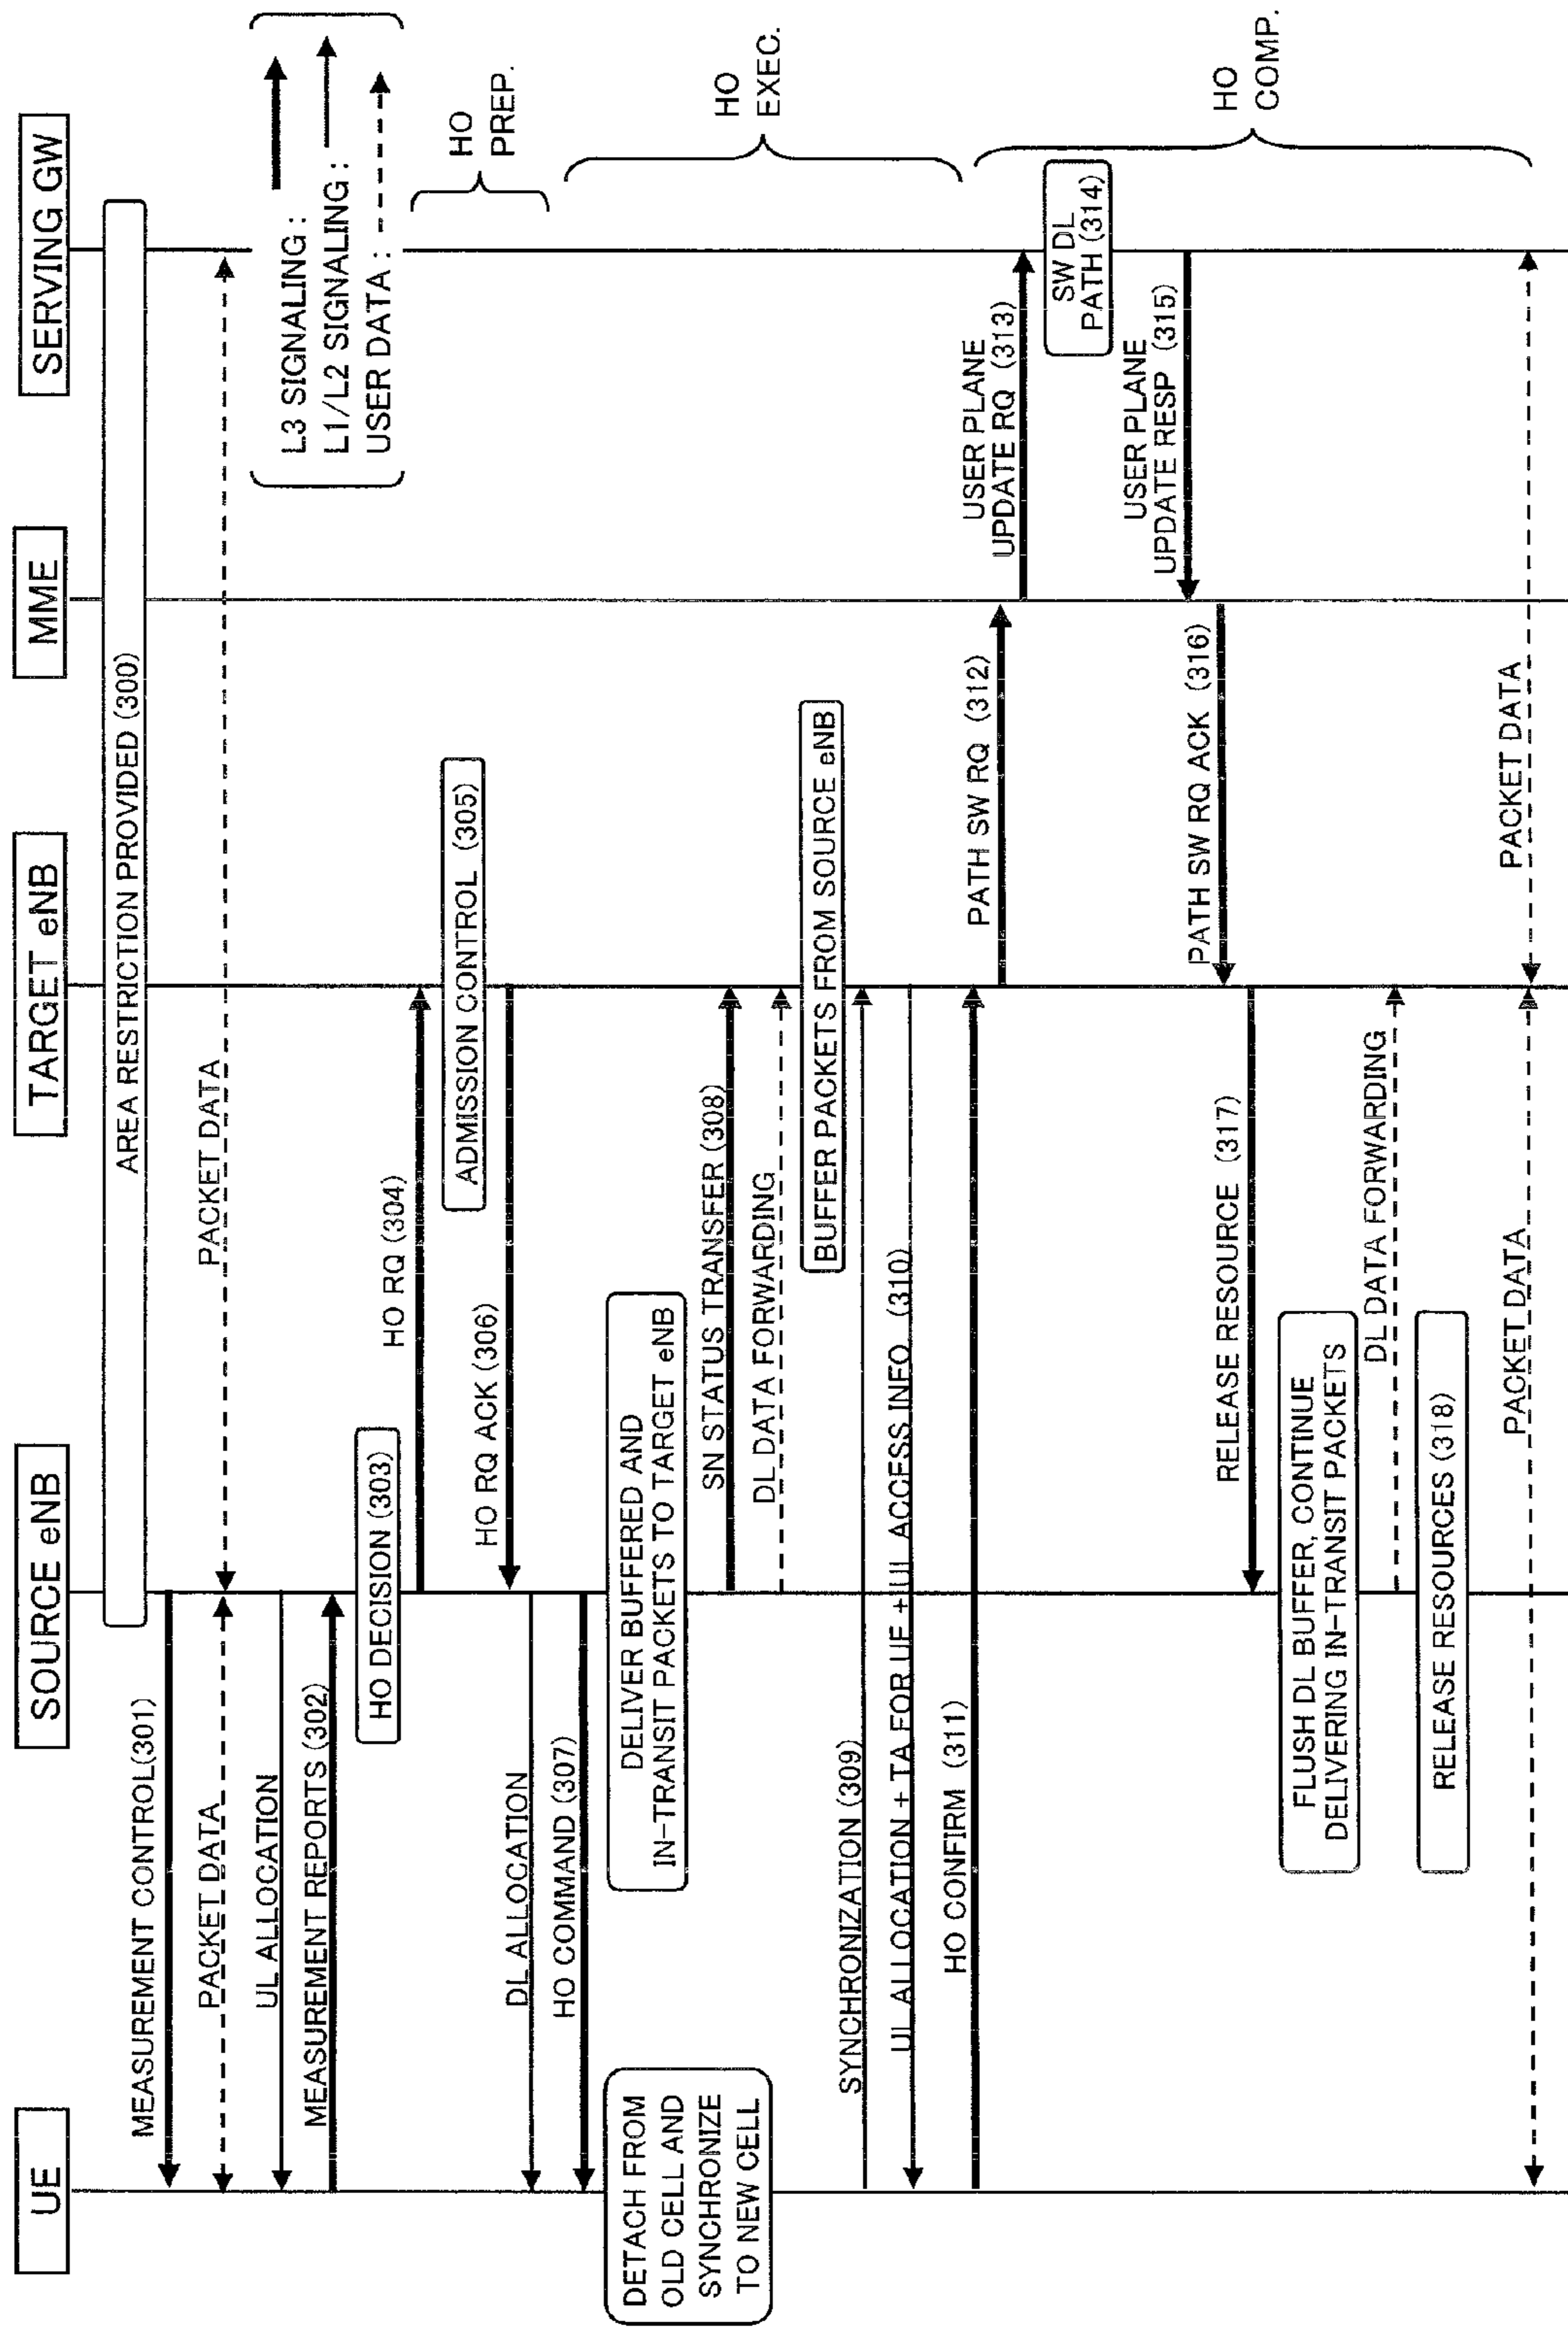 UE
SOURCE eNB
TARGET eNB
MME
SERVING GW
AREA RESTRICTION PROVIDED (300)
MEASUREMENT CONTROL(301)
PACKET DATA
PACKET DATA
L3 SIGNALING :
L1/L2 SIGNALING :
USER DATA :
UL ALLOCATION
MEASUREMENT REPORTS (302)
HO DECISION (303)
HO RQ (304)
ADMISSION CONTROL (305)
HO RQ ACK (306)
HO
PREP.
DL ALLOCATION
HO COMMAND (307)
DETACH FROM
OLD CELL AND
SYNCHRONIZE
TO NEW CELL
DELIVER BUFFERED AND
IN-TRANSIT PACKETS TO TARGET eNB
SN STATUS TRANSFER (308)
DL DATA FORWARDING
BUFFER PACKETS FROM SOURCE eNB
HO
EXEC.
SYNCHRONIZATION (309)
UL ALLOCATION + TA FOR UE +UL ACCESS INFO (310)
HO CONFIRM (311)
PATH SW RQ (312)
USER PLANE
UPDATE RQ (313)
SW DL
PATH (314)
USER PLANE
UPDATE RESP (315)
PATH SW RQ ACK (316)
HO
COMP.
RELEASE RESOURCE (317)
FLUSH DL BUFFER, CONTINUE
DELIVERING IN-TRANSIT PACKETS
DL DATA FORWARDING
RELEASE RESOURCES (318)
PACKET DATA
PACKET DATA